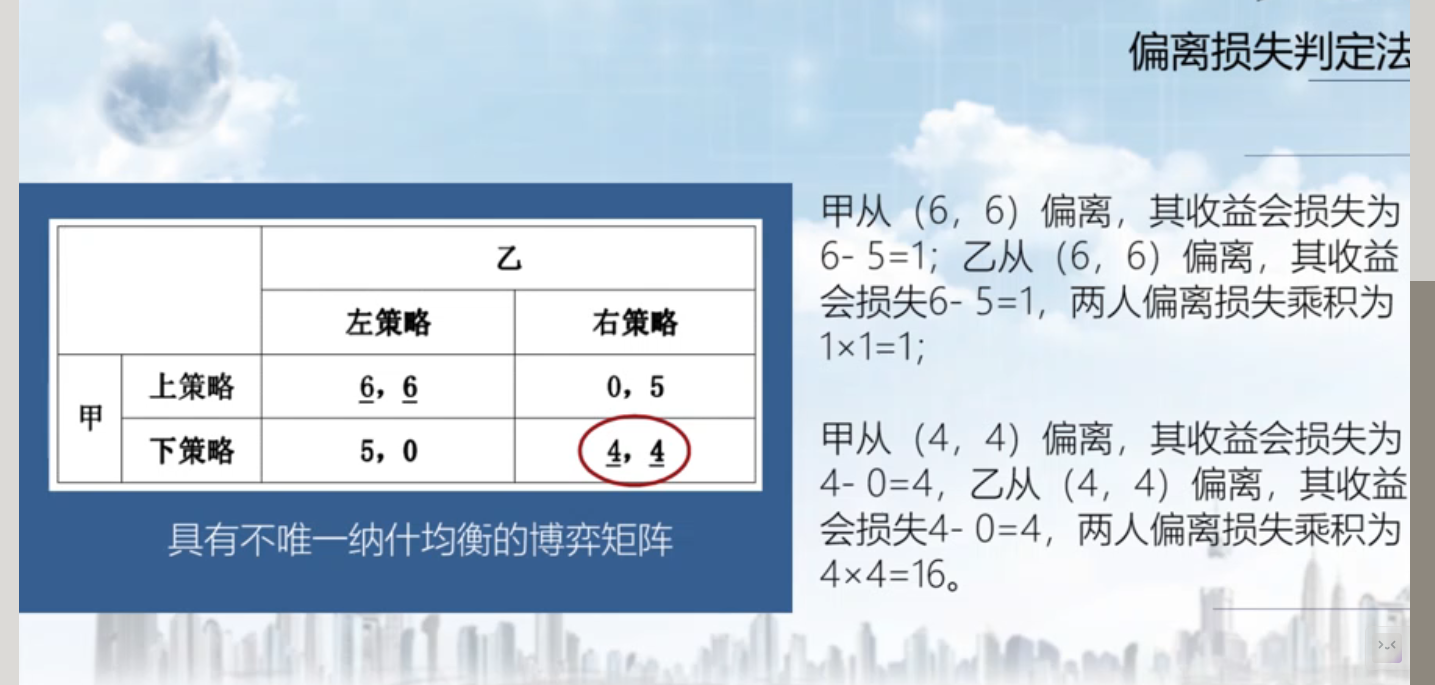 偏离损失判定法
乙
左策略 右策略
甲
上策略 6，6 0，5
下策略 5，0 4，4
具有不唯一纳什均衡的博弈矩阵
甲从（6，6）偏离，其收益会损失为
6- 5=1；乙从（6，6）偏离，其收益
会损失6- 5=1，两人偏离损失乘积为
1×1=1；
甲从（4，4）偏离，其收益会损失为
4- 0=4，乙从（4，4）偏离，其收益
会损失4- 0=4，两人偏离损失乘积为
4×4=16。